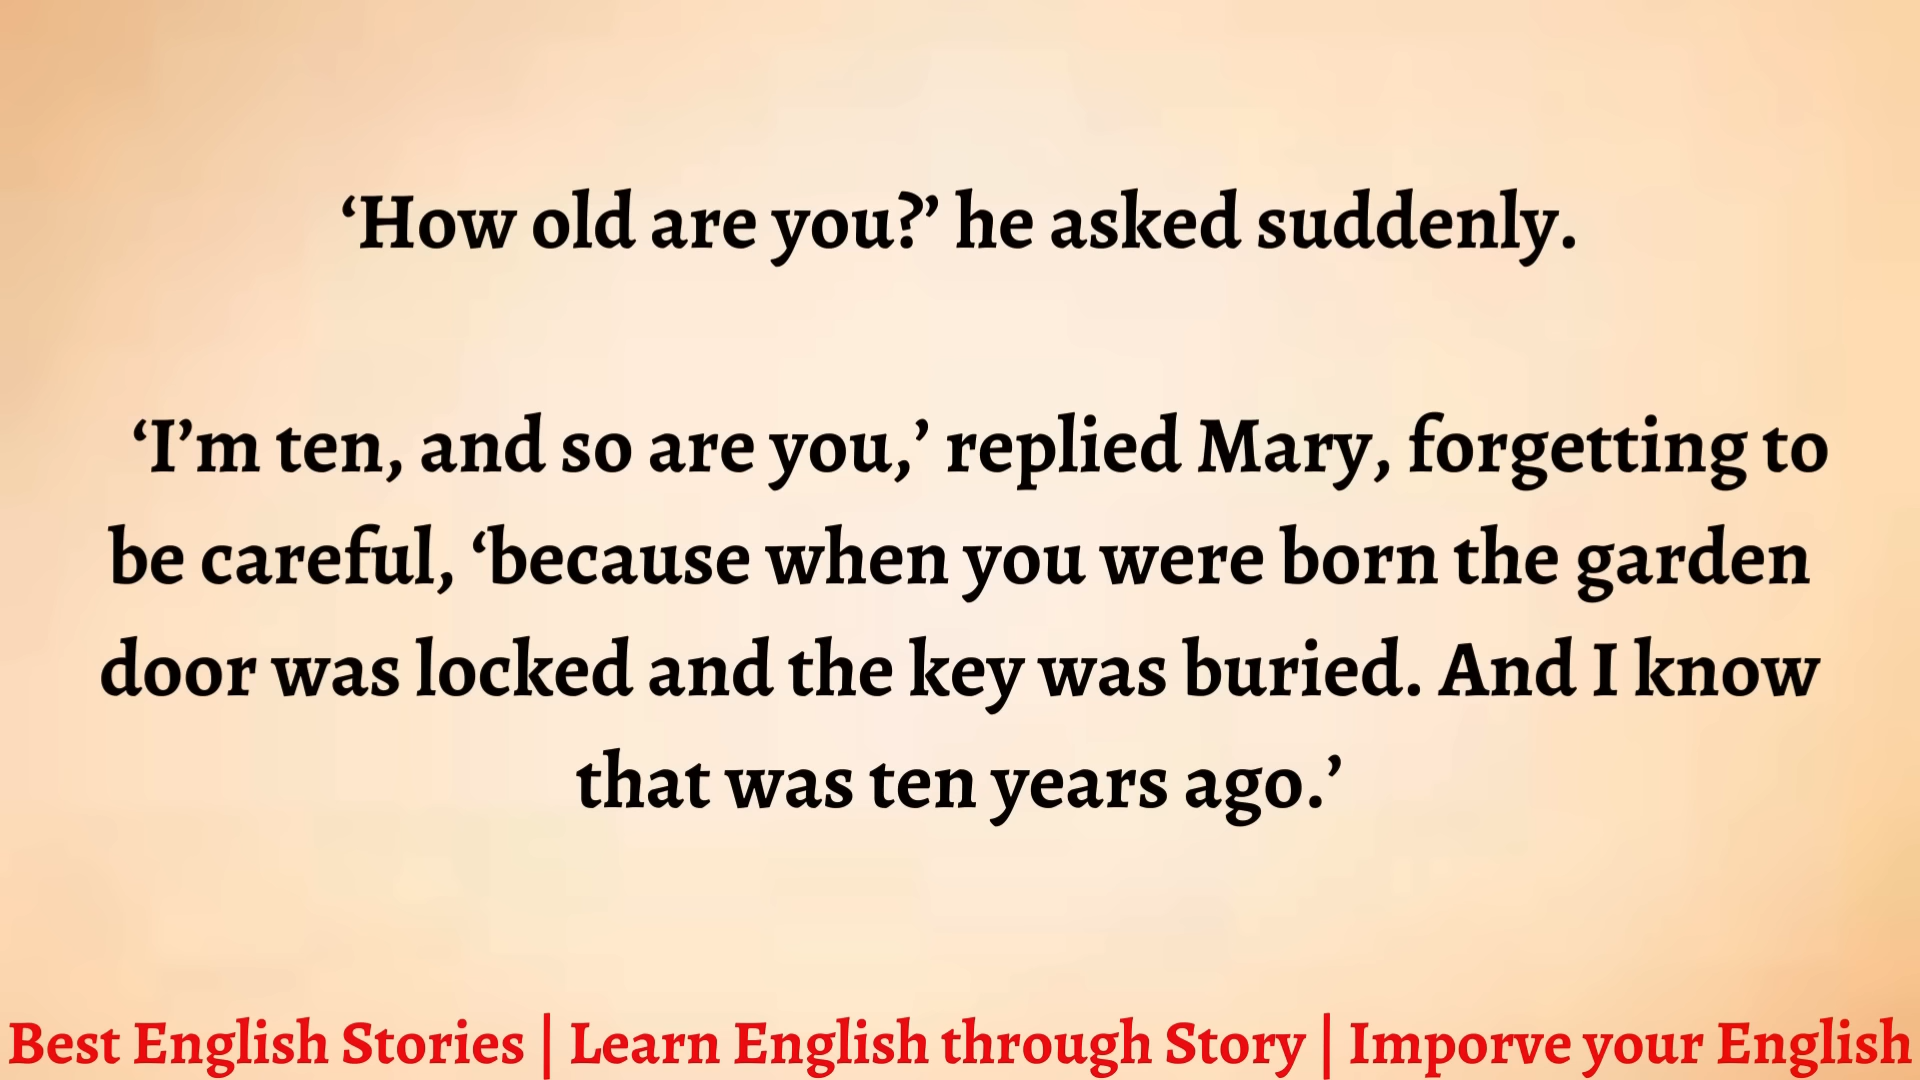 ‘How old are you?’ he asked suddenly.
‘I’m ten, and so are you,’ replied Mary, forgetting to
be careful, ‘because when you were born the garden
door was locked and the key was buried. And I know
that was ten years ago.’
Best English Stories | Learn English through Story | Imporve your English